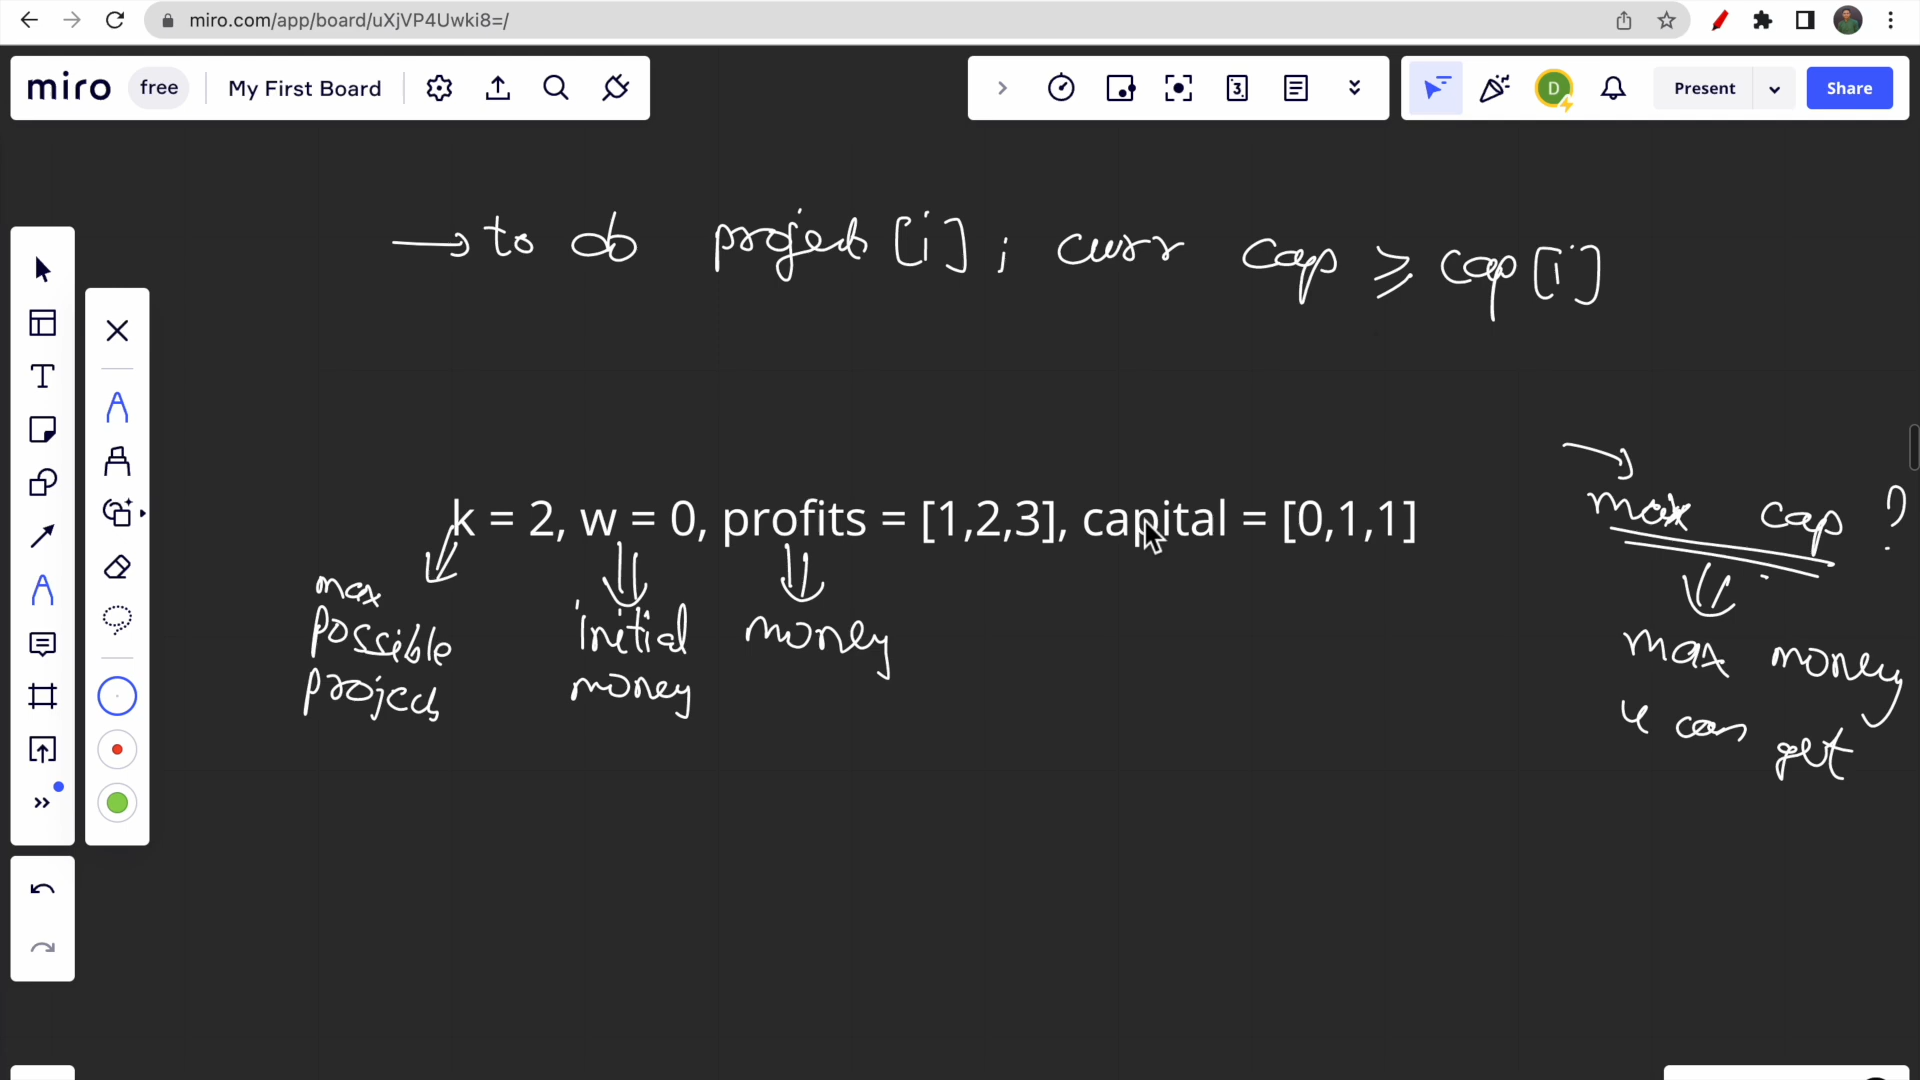 miro.com/app/board/uXjVP4Uwki8=/
miro free My First Board
3 D Present Share
→ to do project [i] ; curr cap ≥ cap [i]
k = 2, w = 0, profits = [1,2,3], capital = [0,1,1]
max cap ?
max possible project
initial money
money
max money
u can get